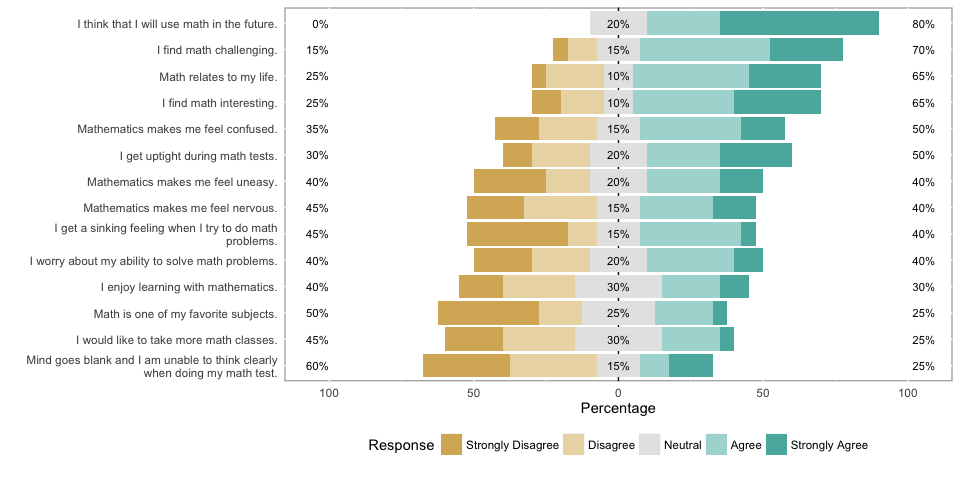 I think that I will use math in the future. 0% 20% 80%
I find math challenging. 15% 15% 70%
Math relates to my life. 25% 10% 65%
I find math interesting. 25% 10% 65%
Mathematics makes me feel confused. 35% 15% 50%
I get uptight during math tests. 30% 20% 50%
Mathematics makes me feel uneasy. 40% 20% 40%
Mathematics makes me feel nervous. 45% 15% 40%
I get a sinking feeling when I try to do math
problems. 45% 15% 40%
I worry about my ability to solve math problems. 40% 20% 40%
I enjoy learning with mathematics. 40% 30% 30%
Math is one of my favorite subjects. 50% 25% 25%
I would like to take more math classes. 45% 30% 25%
Mind goes blank and I am unable to think clearly
when doing my math test. 60% 15% 25%
100 50 0 50 100
Percentage
Response Strongly Disagree Disagree Neutral Agree Strongly Agree